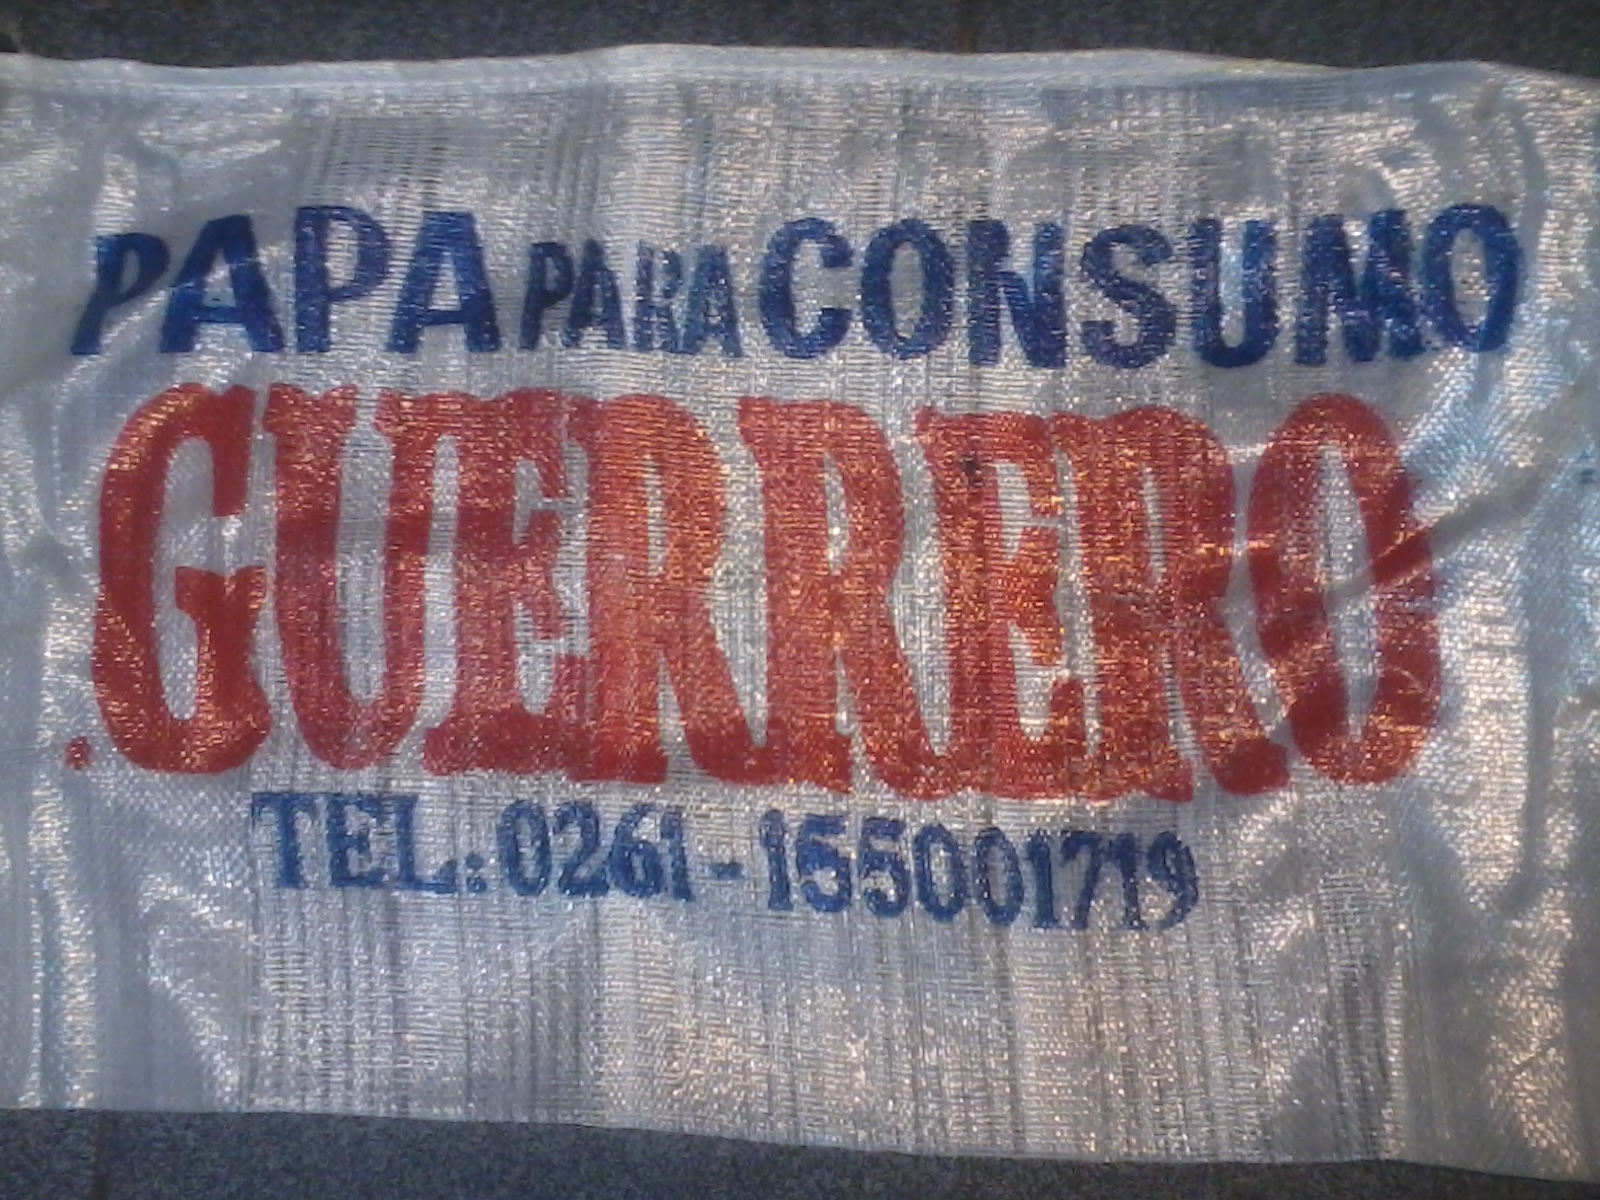 PAPA PARA CONSUMO
GUERRERO
TEL: 0261-155001719